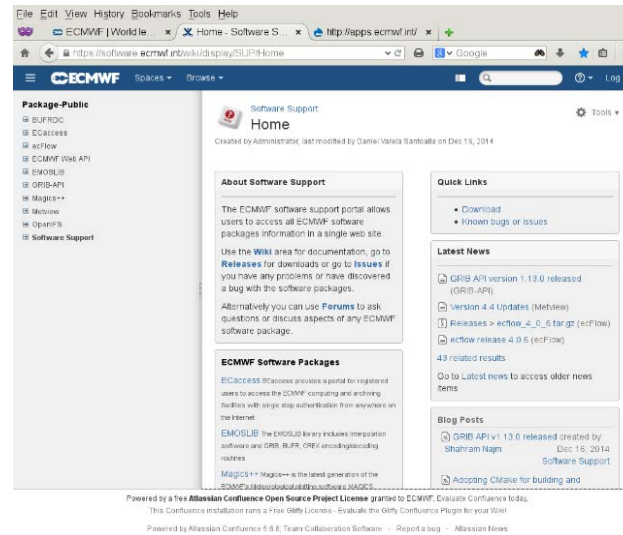 File Edit View History Bookmarks Tools Help
ECMWF | World le... × Home - Software S... × http://apps.ecmwf.int/ ×
https://software.ecmwf.int/wiki/display/SUP/Home Google
ECMWF Spaces Browse Log
Package-Public
BUFRDC
ECaccess
ecFlow
ECMWF Web API
EMOSLIB
GRIB-API
Magics++
Metview
OpenIFS
Software Support
Software Support
Home
Tools
Created by Administrator, last modified by Daniel Varela Santoalla on Dec 19, 2014
About Software Support
The ECMWF software support portal allows
users to access all ECMWF software
packages information in a single web site.
Use the Wiki area for documentation, go to
Releases for downloads or go to Issues if
you have any problems or have discovered
a bug with the software packages.
Alternatively you can use Forums to ask
questions or discuss aspects of any ECMWF
software package.
ECMWF Software Packages
ECaccess ECaccess provides a portal for registered
users to access the ECMWF computing and archiving
facilities with single step authentication from anywhere on
the Internet
EMOSLIB The EMOSLIB library includes Interpolation
software and GRIB, BUFR, CREX encoding/decoding
routines
Magics++ Magics++ is the latest generation of the
ECMWF's Meteorological plotting software MAGICS.
Quick Links
• Download
• Known bugs or issues
Latest News
GRIB API version 1.13.0 released
(GRIB-API)
Version 4.4 Updates (Metview)
Releases > ecflow_4_0_6.tar.gz (ecFlow)
ecflow release 4.0.6 (ecFlow)
43 related results
Go to Latest news to access older news
items.
Blog Posts
GRIB API v1.13.0 released created by
Shahram Najm Dec 16, 2014
Software Support
Adopting CMake for building and
Powered by a free Atlassian Confluence Open Source Project License granted to ECMWF. Evaluate Confluence today.
This Confluence installation runs a Free Gliffy License - Evaluate the Gliffy Confluence Plugin for your Wiki!
Powered by Atlassian Confluence 5.6.6, Team Collaboration Software · Report a bug · Atlassian News